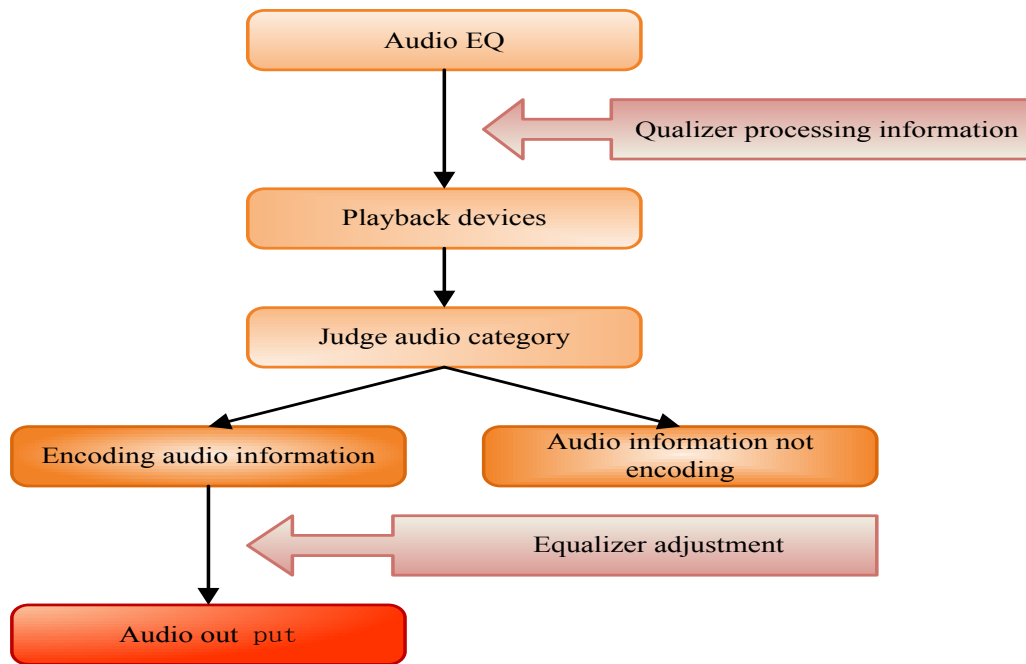 Audio EQ
Qualizer processing information
Playback devices
Judge audio category
Encoding audio information
Audio information not
encoding
Equalizer adjustment
Audio out put